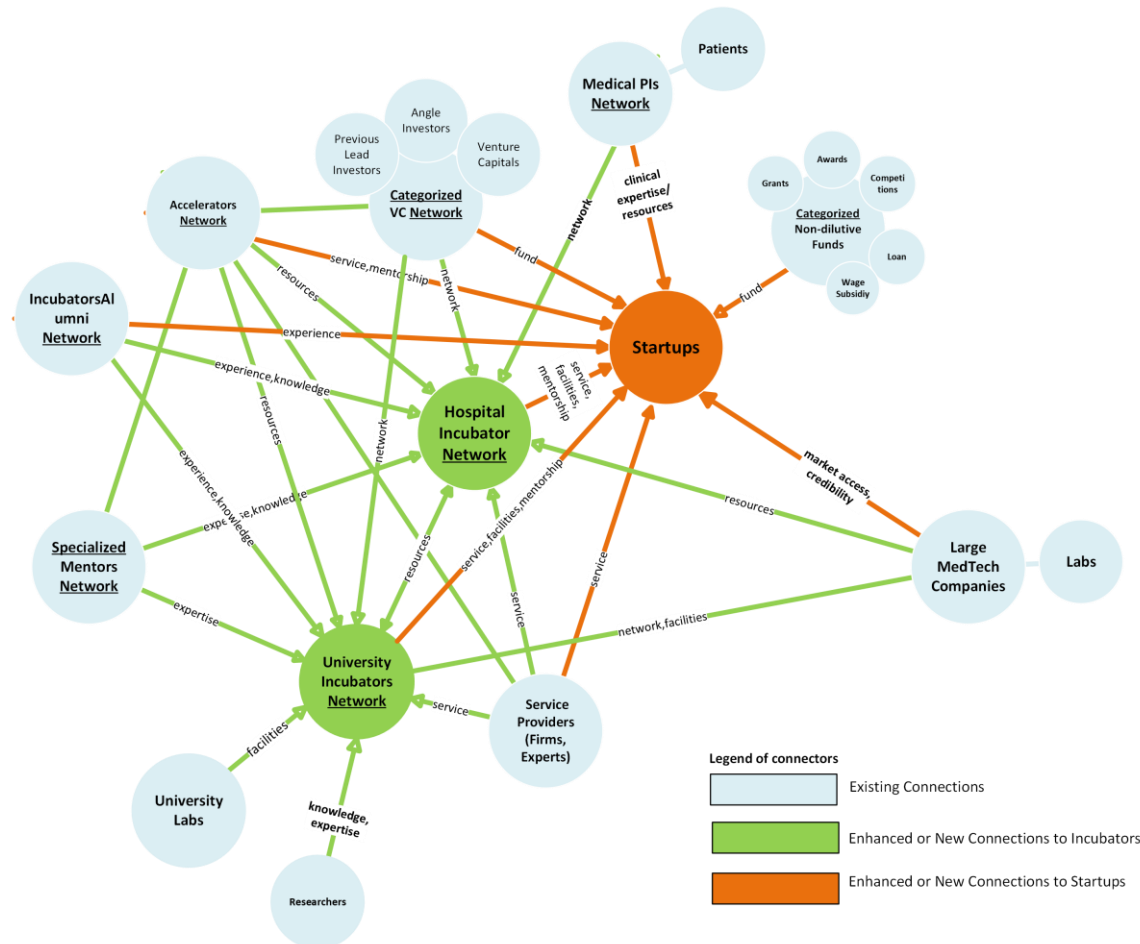 Patients
Medical PIs
Network
Angle
Investors
Previous
Lead
Investors
Venture
Capitals
Categorized
VC Network
Accelerators
Network
Awards
Grants
Competi
tions
Categorized
Non-dilutive
Funds
Loan
Wage
Subsidiy
clinical
expertise/
resources
network
fund
service,mentorship
resources
network
fund
IncubatorsAl
umni
Network
experience
Startups
experience,knowledge
service,
facilities,
mentorship
Hospital
Incubator
Network
resources
network
experience,knowledge
service,facilities,mentorship
market access,
credibility
resources
Specialized
Mentors
Network
resources
service
service
Large
MedTech
Companies
Labs
expertise
network,facilities
University
Incubators
Network
service
Service
Providers
(Firms,
Experts)
facilities
University
Labs
knowledge,
expertise
Researchers
Legend of connectors
Existing Connections
Enhanced or New Connections to Incubators
Enhanced or New Connections to Startups